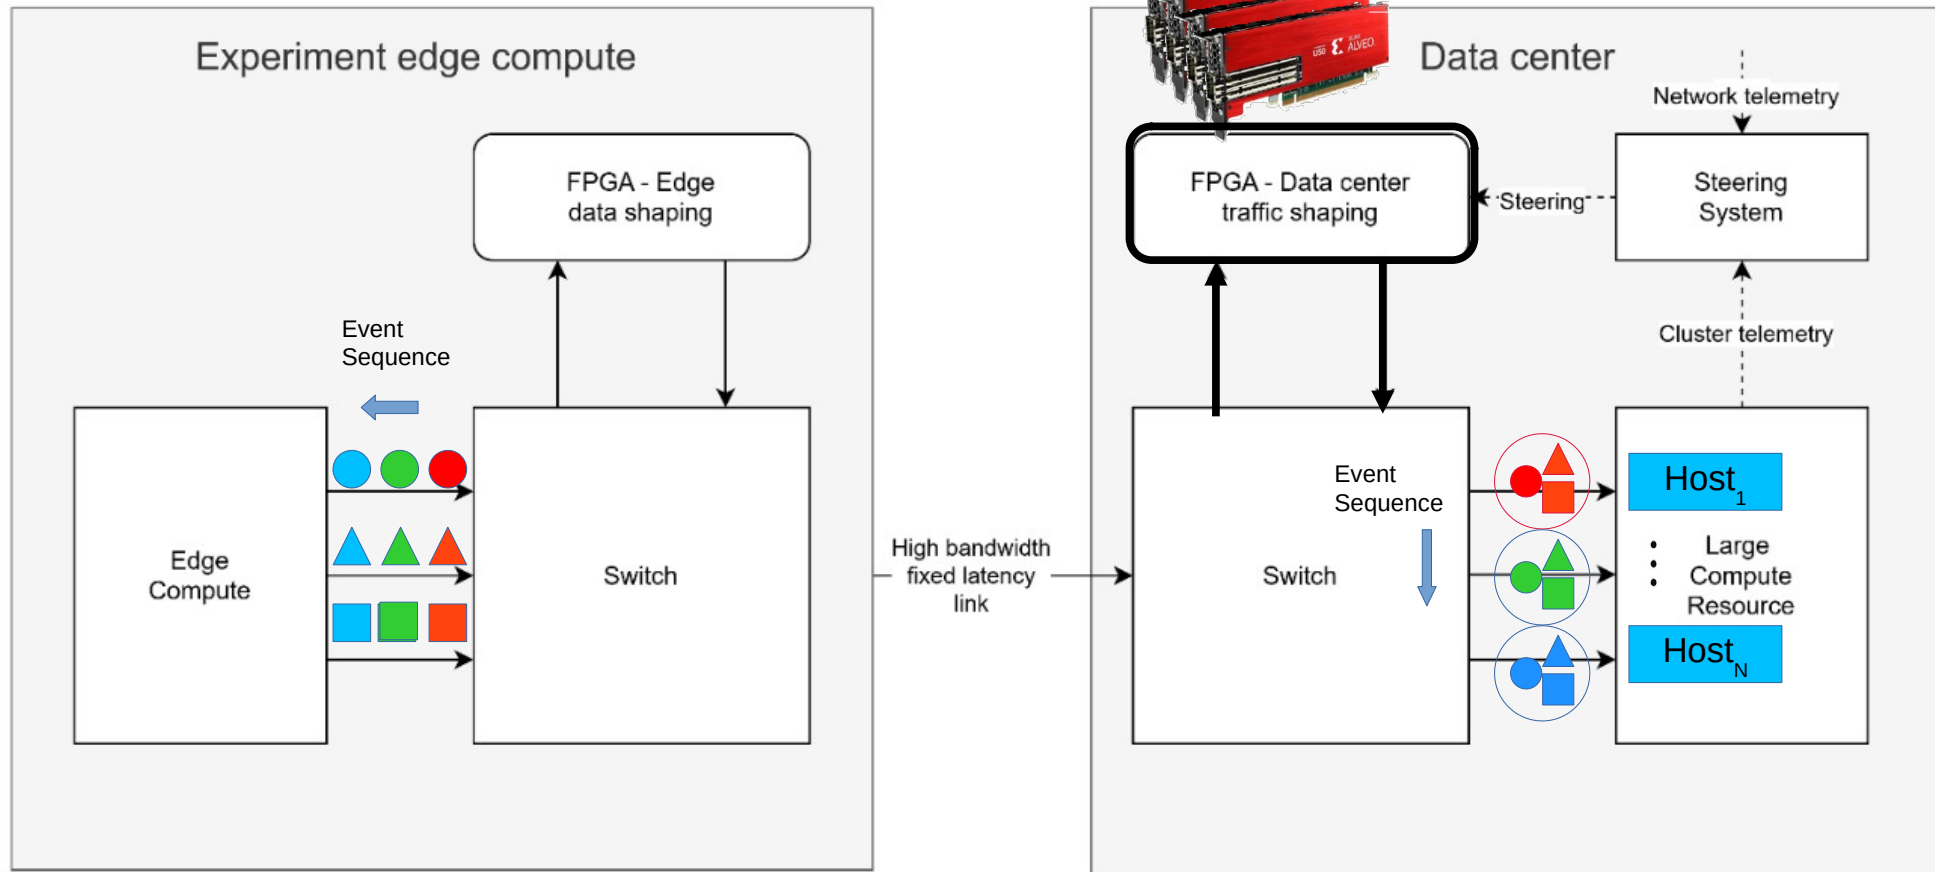 Experiment edge compute
FPGA - Edge
data shaping
Event
Sequence
Edge
Compute
Switch
High bandwidth
fixed latency
link
U50
ALVEO
Data center
Network telemetry
FPGA - Data center
traffic shaping
Steering
Steering
System
Cluster telemetry
Event
Sequence
Switch
Host1
Large
Compute
Resource
HostN